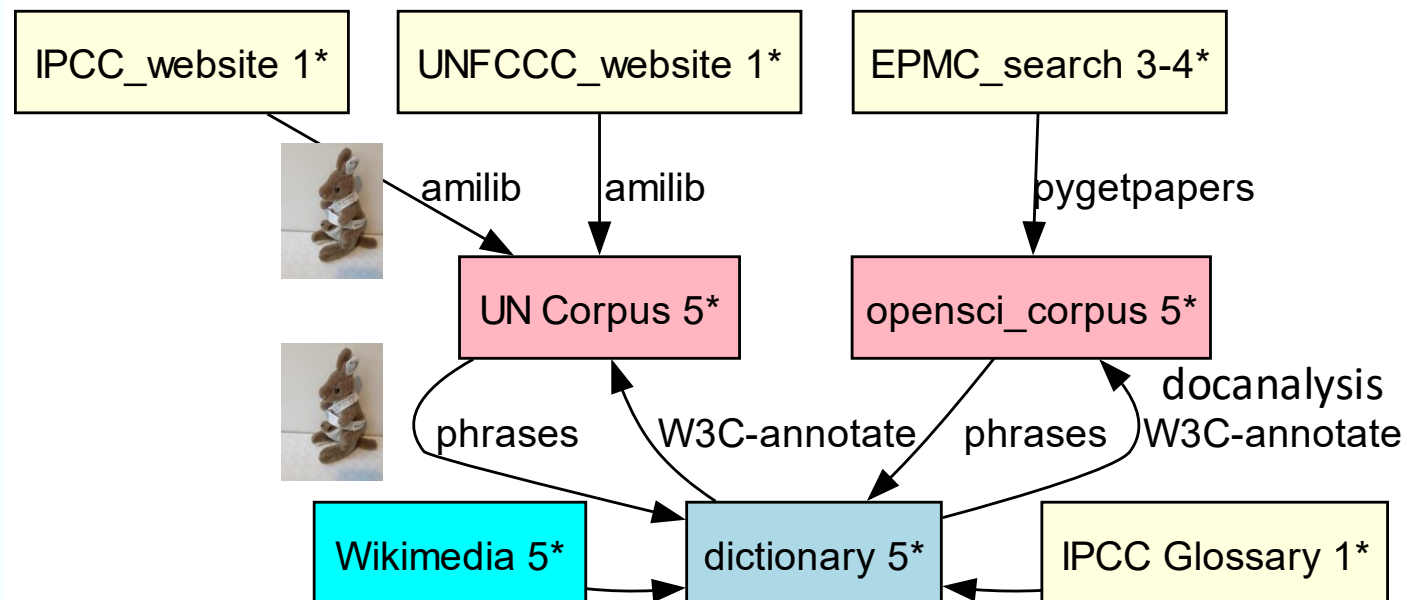 IPCC_website 1*
UNFCCC_website 1*
EPMC_search 3-4*
amilib
amilib
pygetpapers
UN Corpus 5*
opensci_corpus 5*
docanalysis
phrases
W3C-annotate
phrases
W3C-annotate
Wikimedia 5*
dictionary 5*
IPCC Glossary 1*